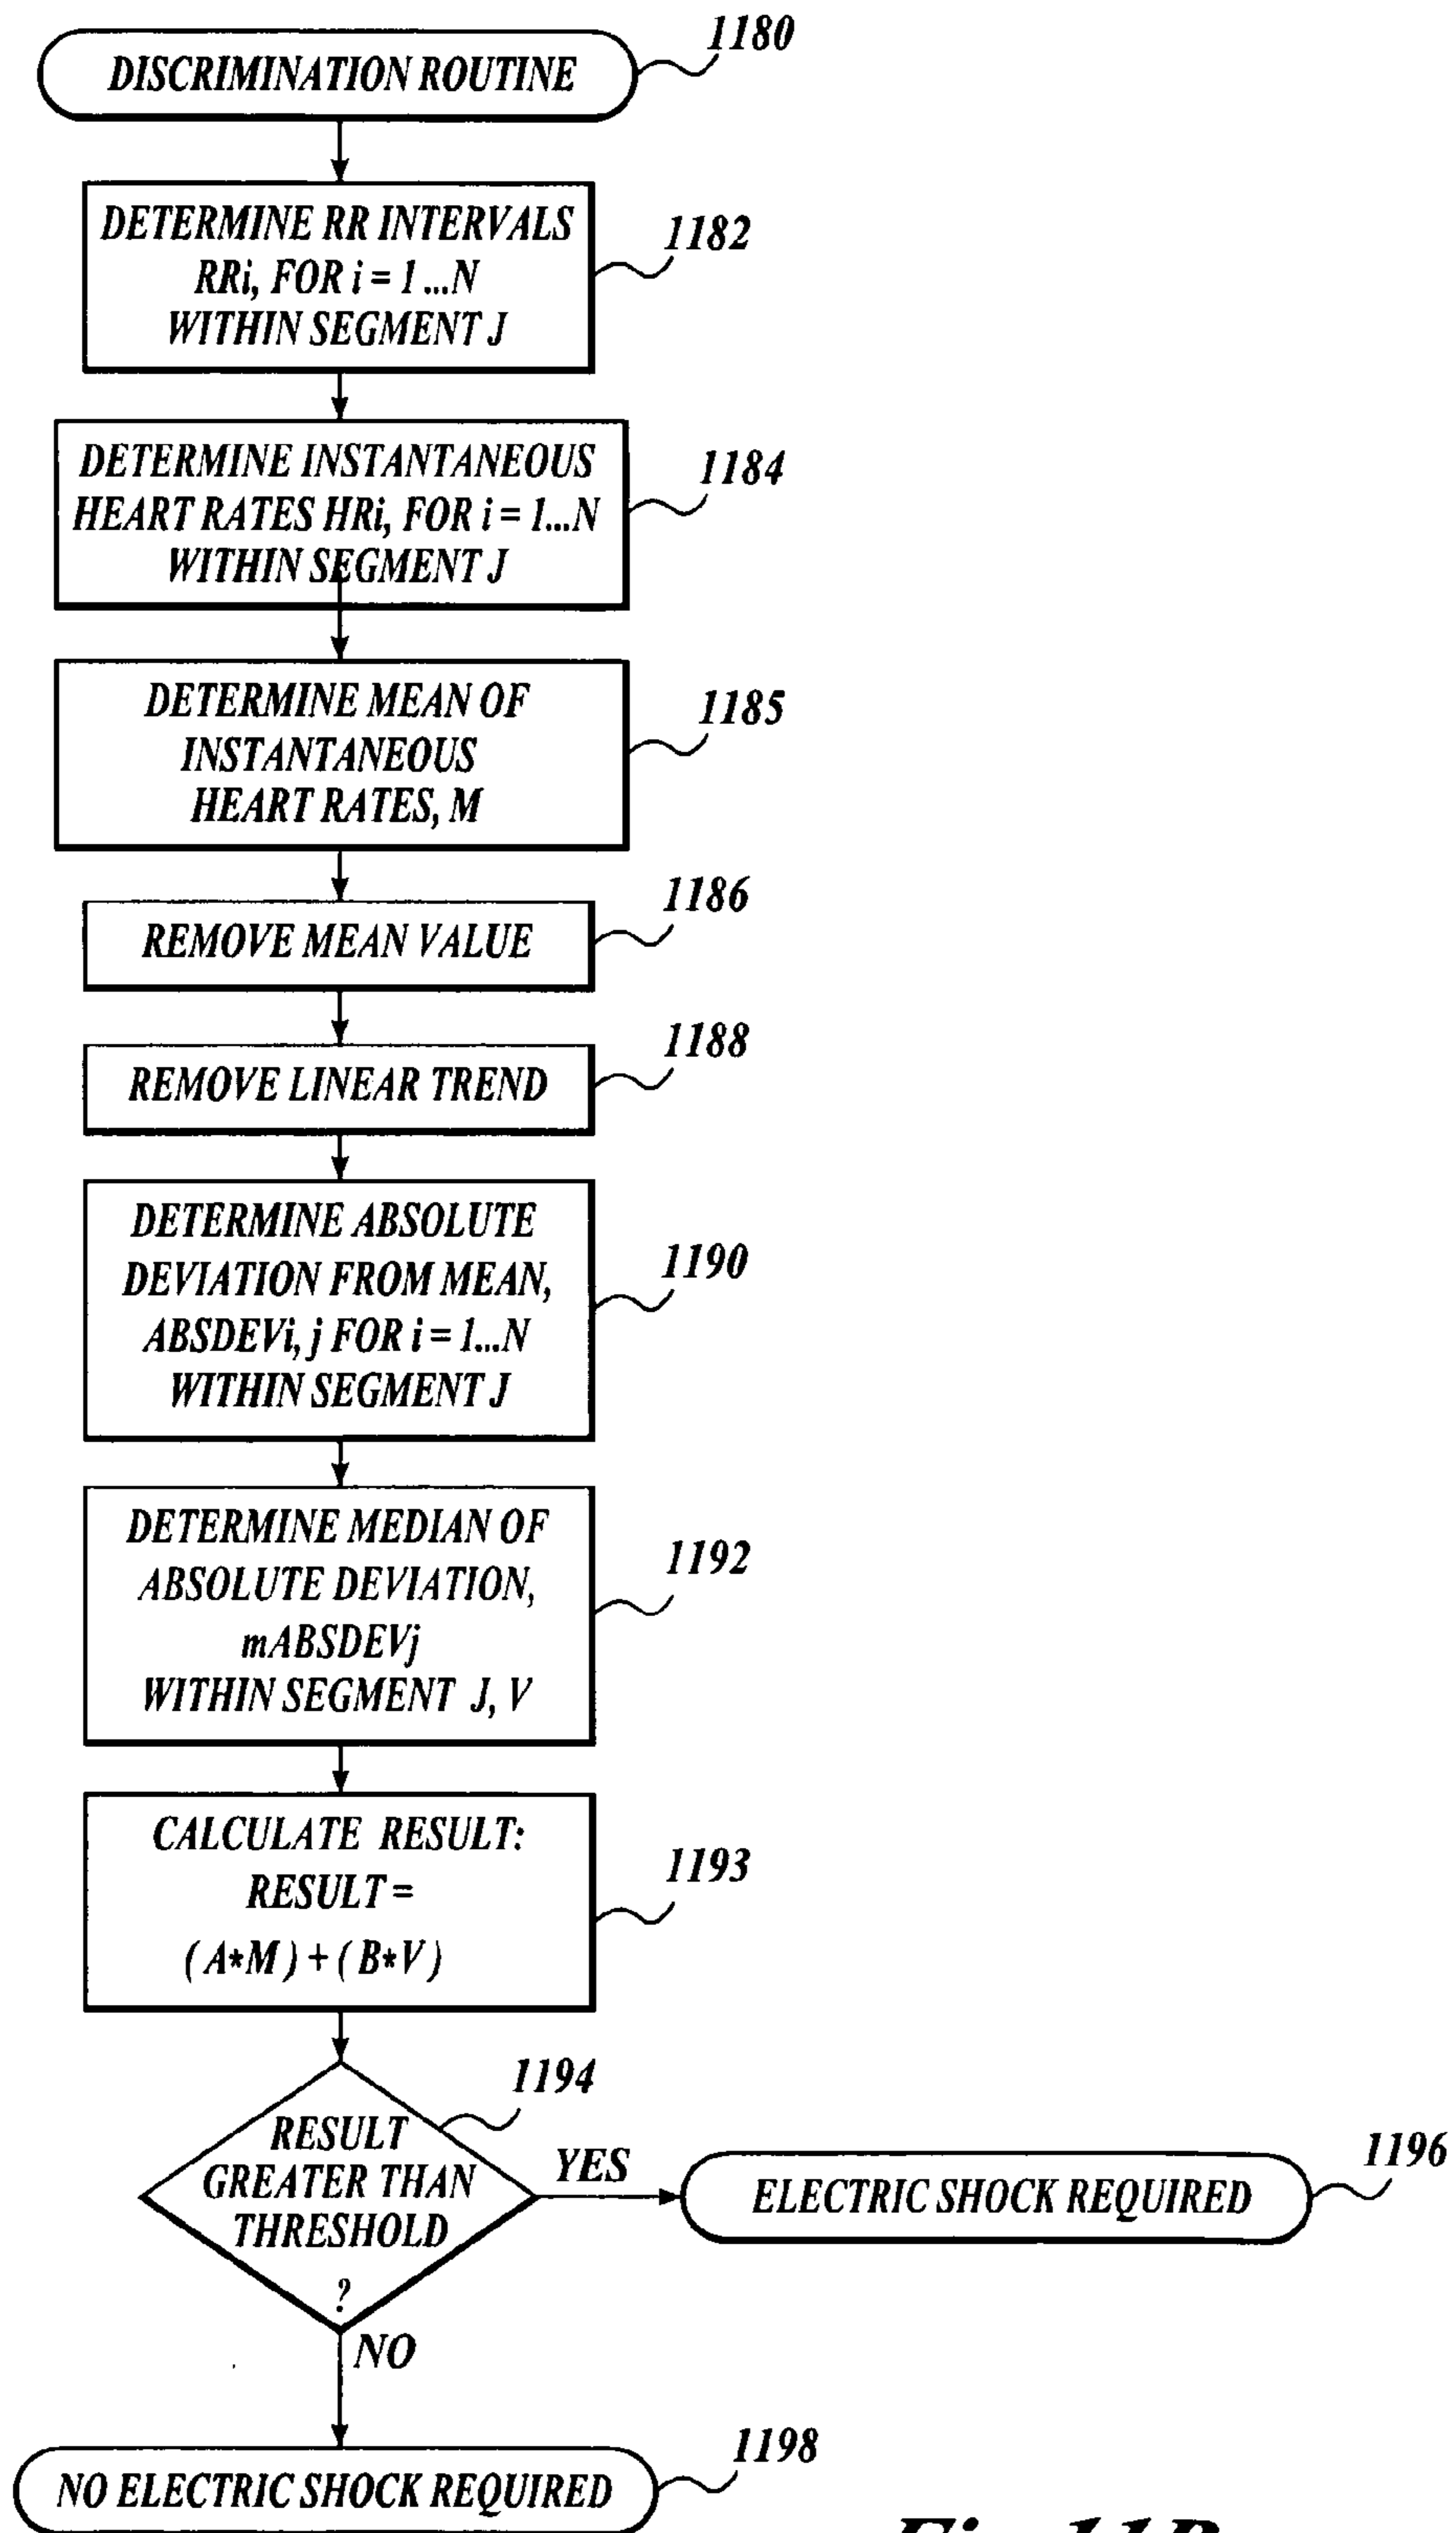 1180
DISCRIMINATION ROUTINE
DETERMINE RR INTERVALS
RRi, FOR i = 1 ...N
WITHIN SEGMENT J
1182
DETERMINE INSTANTANEOUS
HEART RATES HRi, FOR i = 1...N
WITHIN SEGMENT J
1184
DETERMINE MEAN OF
INSTANTANEOUS
HEART RATES, M
1185
REMOVE MEAN VALUE
1186
REMOVE LINEAR TREND
1188
DETERMINE ABSOLUTE
DEVIATION FROM MEAN,
ABSDEVi, j FOR i = 1...N
WITHIN SEGMENT J
1190
DETERMINE MEDIAN OF
ABSOLUTE DEVIATION,
mABSDEVj
WITHIN SEGMENT J, V
1192
CALCULATE RESULT:
RESULT =
(A*M) + (B*V)
1193
1194
RESULT
GREATER THAN
THRESHOLD
?
YES
ELECTRIC SHOCK REQUIRED
1196
NO
NO ELECTRIC SHOCK REQUIRED
1198